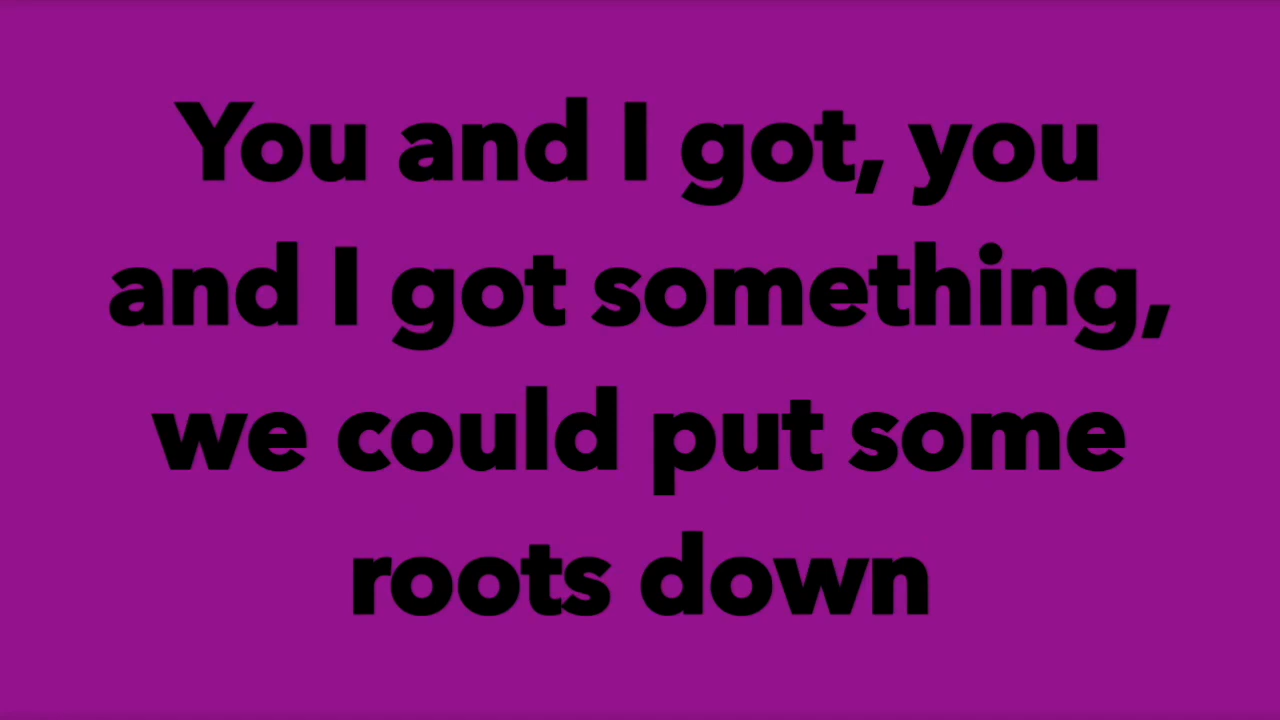 You and I got, you
and I got something,
we could put some
roots down